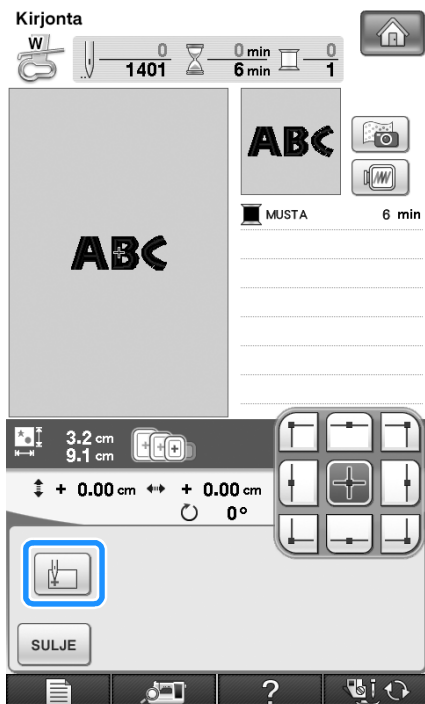 Kirjonta
W
0 0 min 0
1401 6 min 1
ABC
MUSTA 6 min
ABC
3.2 cm
9.1 cm
+ 0.00 cm + 0.00 cm
0°
SULJE
?